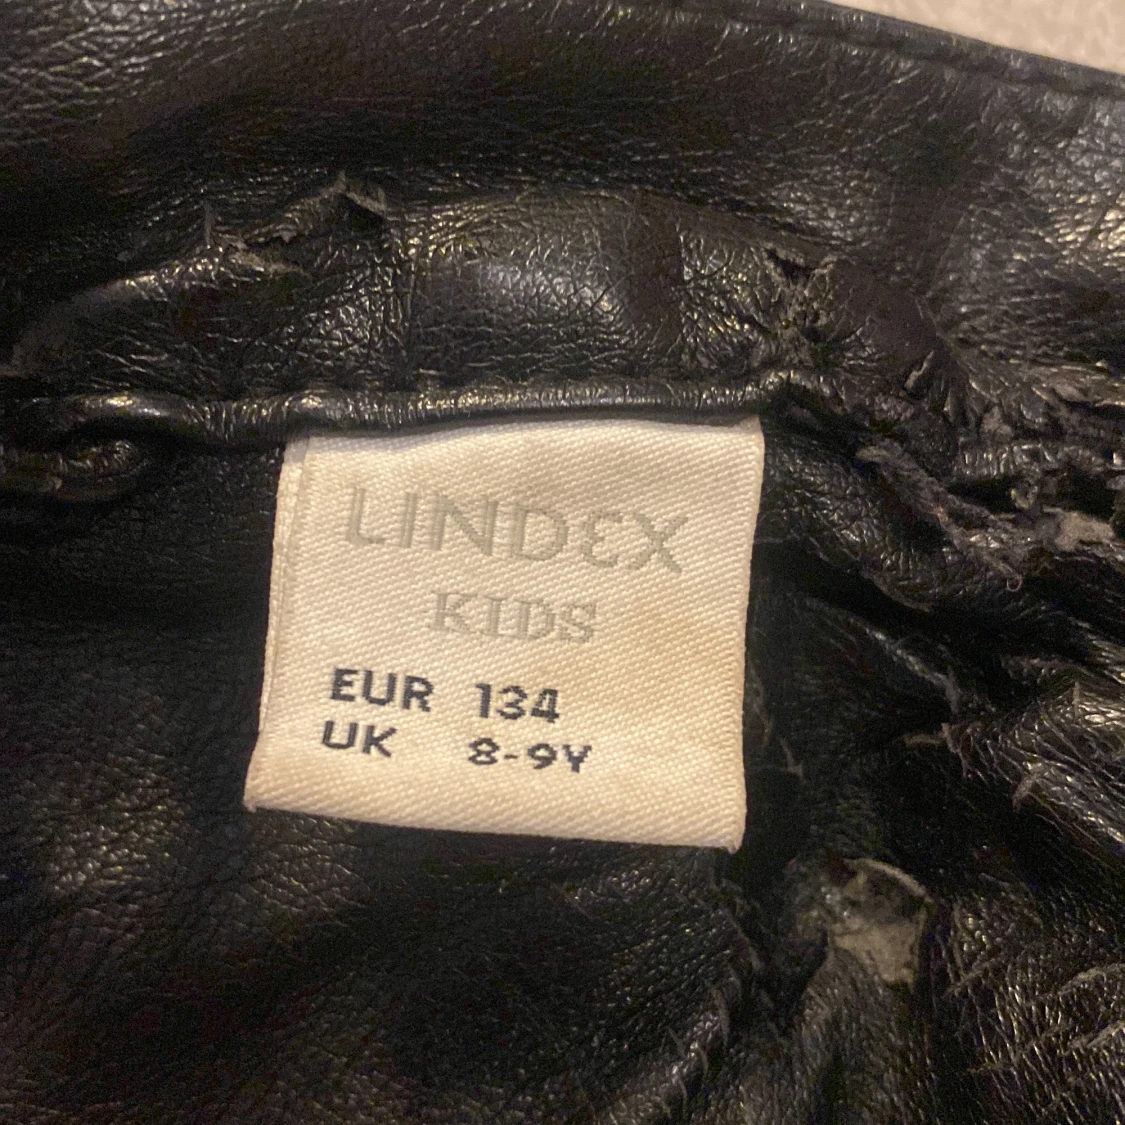 LINDEX
KIDS
EUR 134
UK 8-9Y